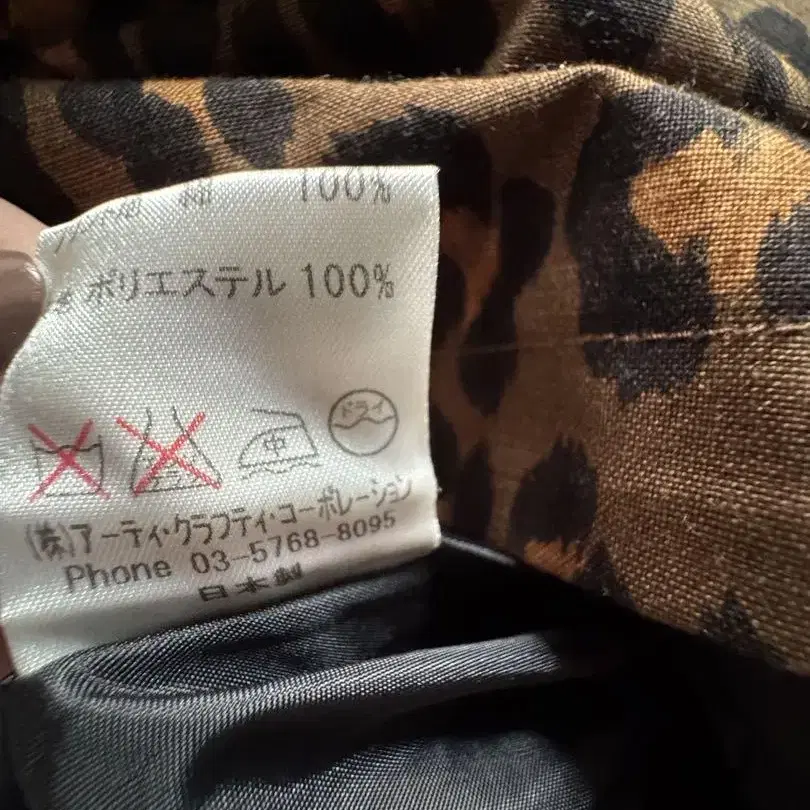 100%
ポリエステル 100%
中 ドライ
(株)アーティ・クラフティ・コーポレーション
Phone 03-5768-8095
日本製